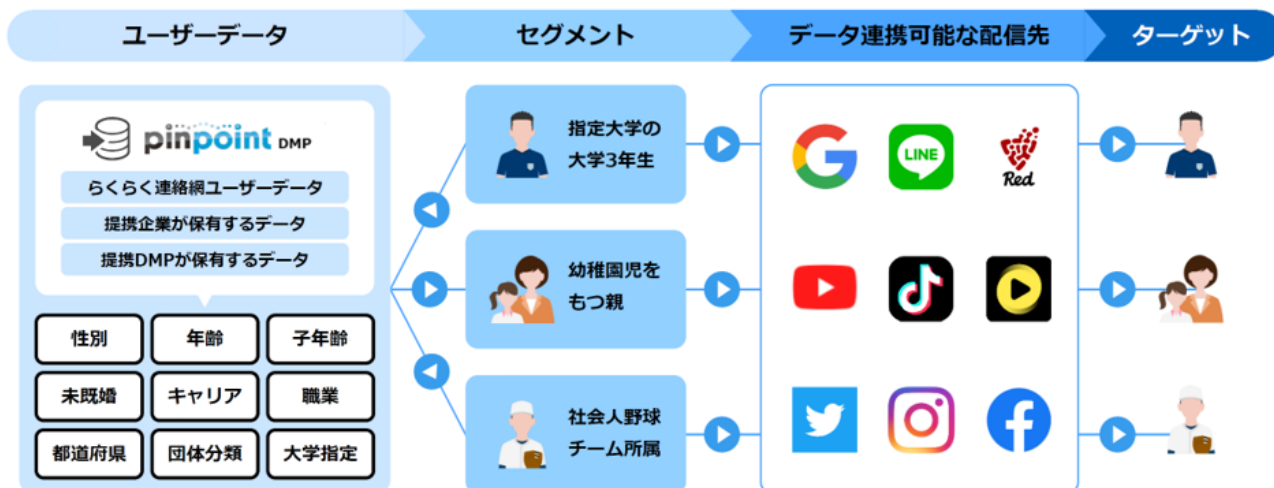 ユーザーデータ
セグメント
データ連携可能な配信先
ターゲット
pinpoint DMP
らくらく連絡網ユーザーデータ
提携企業が保有するデータ
提携DMPが保有するデータ
性別
年齢
子年齢
未既婚
キャリア
職業
都道府県
団体分類
大学指定
指定大学の
大学3年生
幼稚園児を
もつ親
社会人野球
チーム所属
LINE
Red